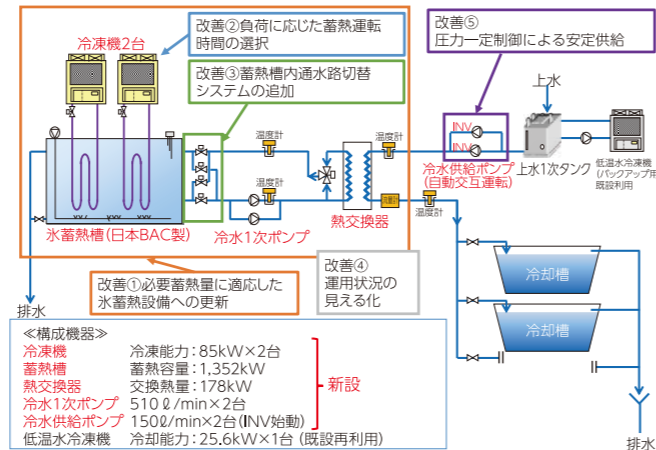 改善②負荷に応じた蓄熱運転
時間の選択
冷凍機2台
改善③蓄熱槽内通水路切替
システムの追加
改善⑤
圧力一定制御による安定供給
上水
温度計
温度計
INV
INV
冷水供給ポンプ
(自動交互運転)
上水1次タンク
低温水冷凍機
(バックアップ用
既設利用)
温度計
氷蓄熱槽(日本BAC製)
冷水1次ポンプ
熱交換器
流量計
温度計
改善①必要蓄熱量に適応した
氷蓄熱設備への更新
改善④
運用状況の
見える化
冷却槽
冷却槽
排水
≪構成機器≫
冷凍機 冷凍能力:85kW×2台
蓄熱槽 蓄熱容量:1,352kW
熱交換器 交換熱量:178kW
冷水1次ポンプ 510ℓ/min×2台
冷水供給ポンプ 150ℓ/min×2台(INV始動)
低温水冷凍機 冷却能力:25.6kW×1台(既設再利用)
新設
排水